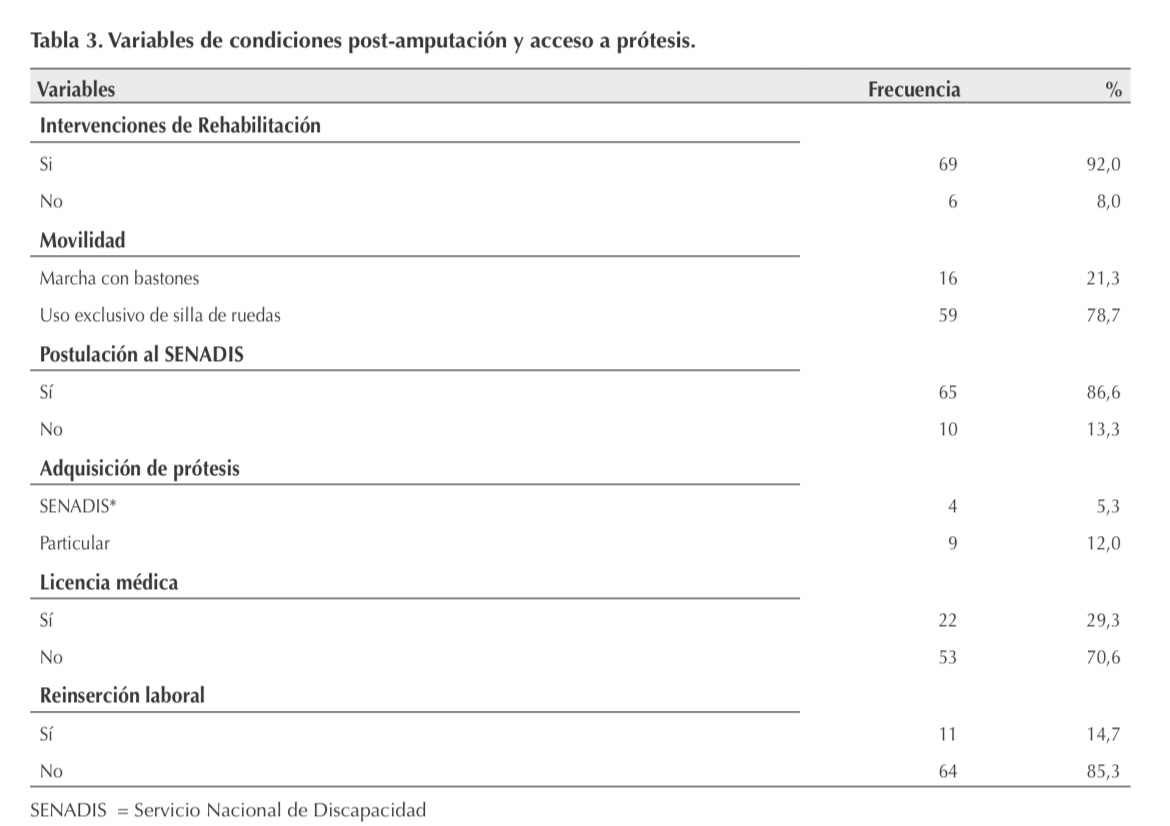 Tabla 3. Variables de condiciones post-amputación y acceso a prótesis.
Variables Frecuencia %
Intervenciones de Rehabilitación
Si 69 92,0
No 6 8,0
Movilidad
Marcha con bastones 16 21,3
Uso exclusivo de silla de ruedas 59 78,7
Postulación al SENADIS
Sí 65 86,6
No 10 13,3
Adquisición de prótesis
SENADIS* 4 5,3
Particular 9 12,0
Licencia médica
Sí 22 29,3
No 53 70,6
Reinserción laboral
Sí 11 14,7
No 64 85,3
SENADIS = Servicio Nacional de Discapacidad